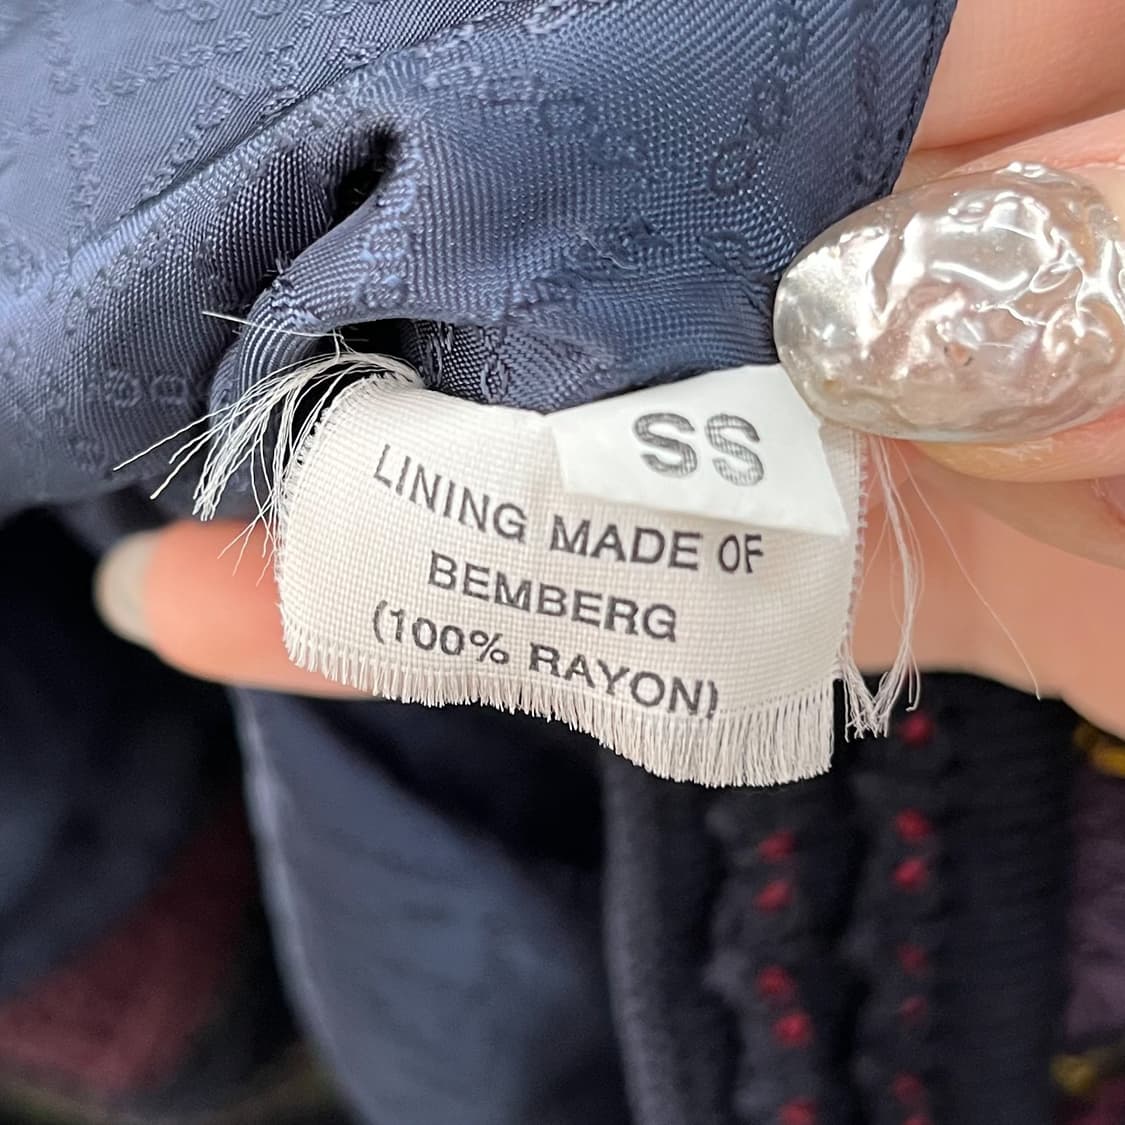 SS
LINING MADE OF
BEMBERG
(100% RAYON)